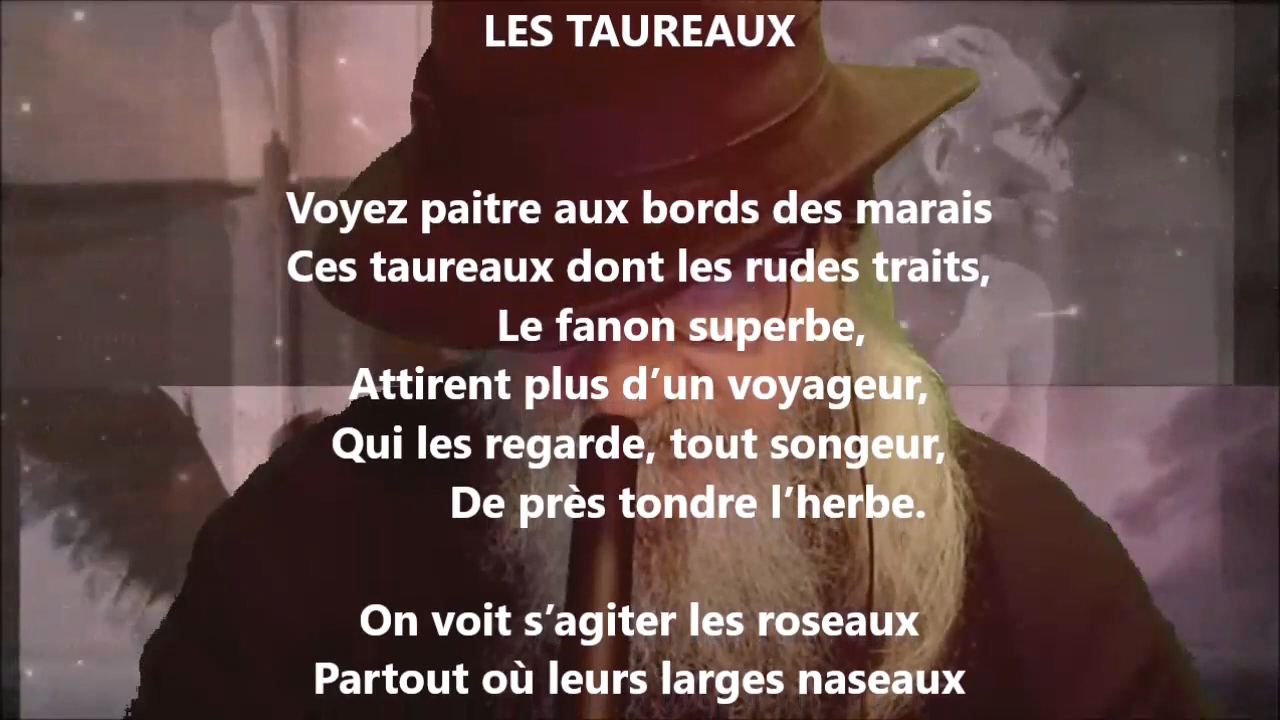 LES TAUREAUX
Voyez paitre aux bords des marais
Ces taureaux dont les rudes traits,
Le fanon superbe,
Attirent plus d’un voyageur,
Qui les regarde, tout songeur,
De près tondre l’herbe.
On voit s’agiter les roseaux
Partout où leurs larges naseaux